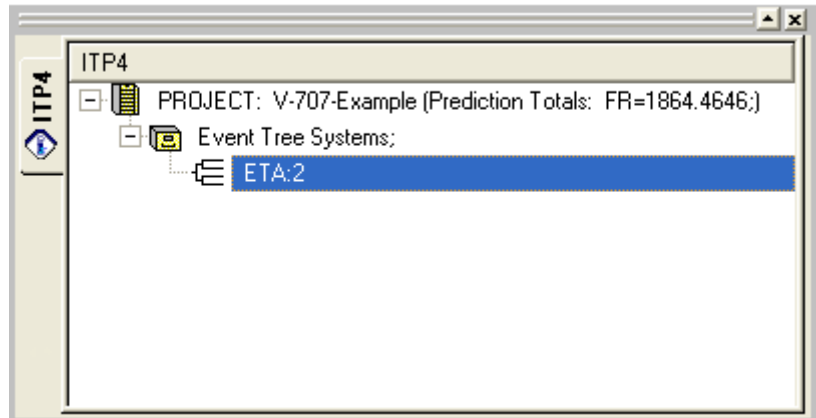 ITP4
ITP4
PROJECT: V-707-Example (Prediction Totals: FR=1864.4646;)
Event Tree Systems;
ETA:2